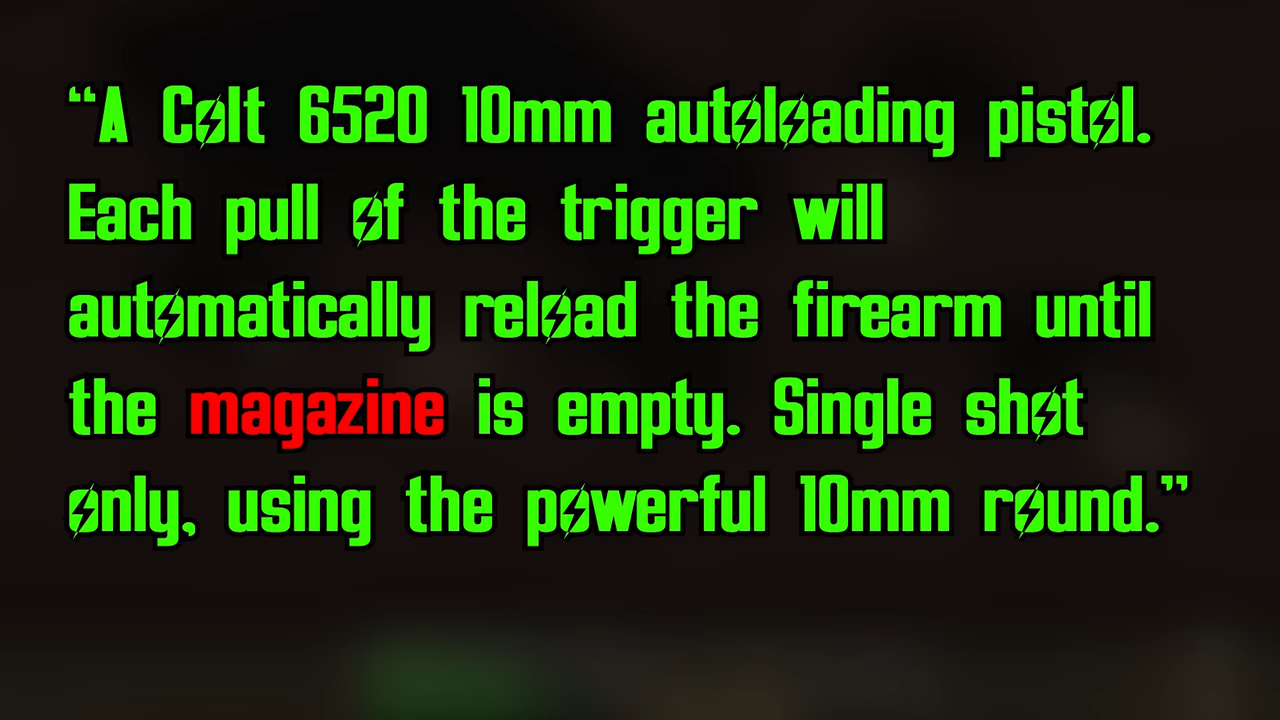 “A Colt 6520 10mm autoloading pistol.
Each pull of the trigger will
automatically reload the firearm until
the magazine is empty. Single shot
only, using the powerful 10mm round.”